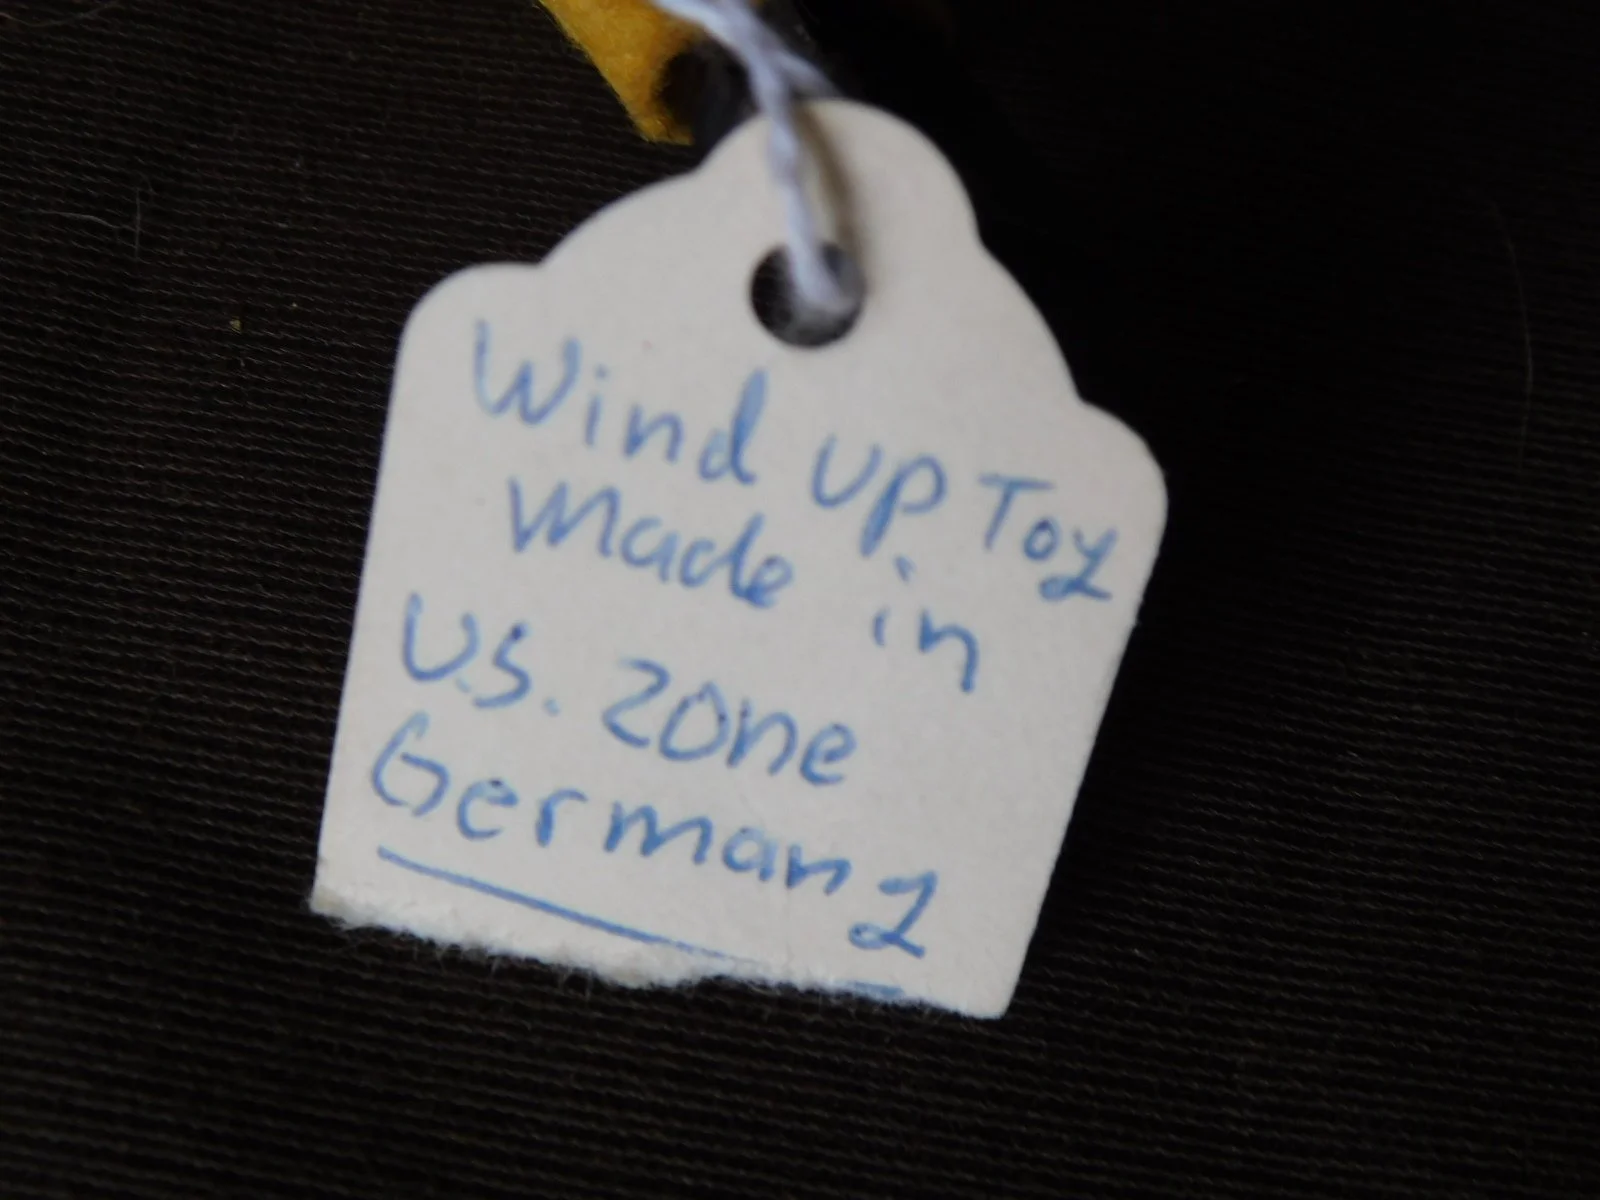 Wind up Toy
Made in
U.S. Zone
Germany